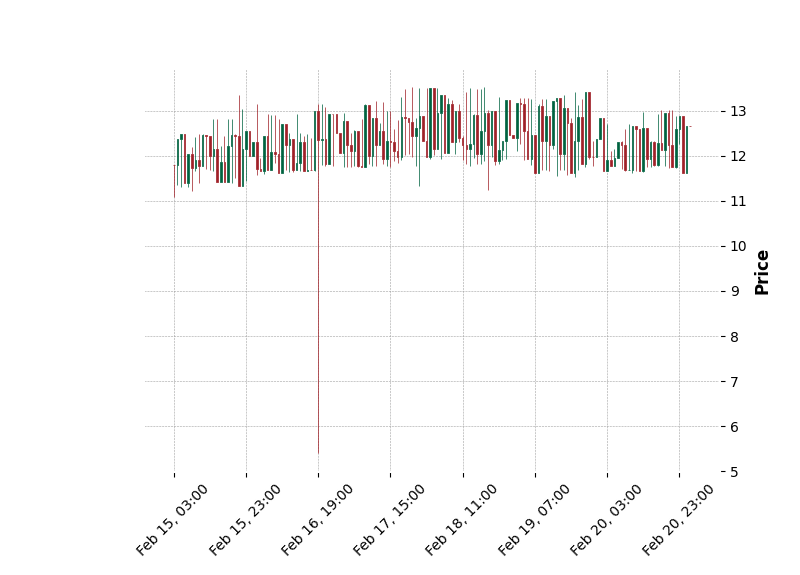 13
12
11
10
9
8
7
6
5
Price
Feb 15, 03:00
Feb 15, 23:00
Feb 16, 19:00
Feb 17, 15:00
Feb 18, 11:00
Feb 19, 07:00
Feb 20, 03:00
Feb 20, 23:00